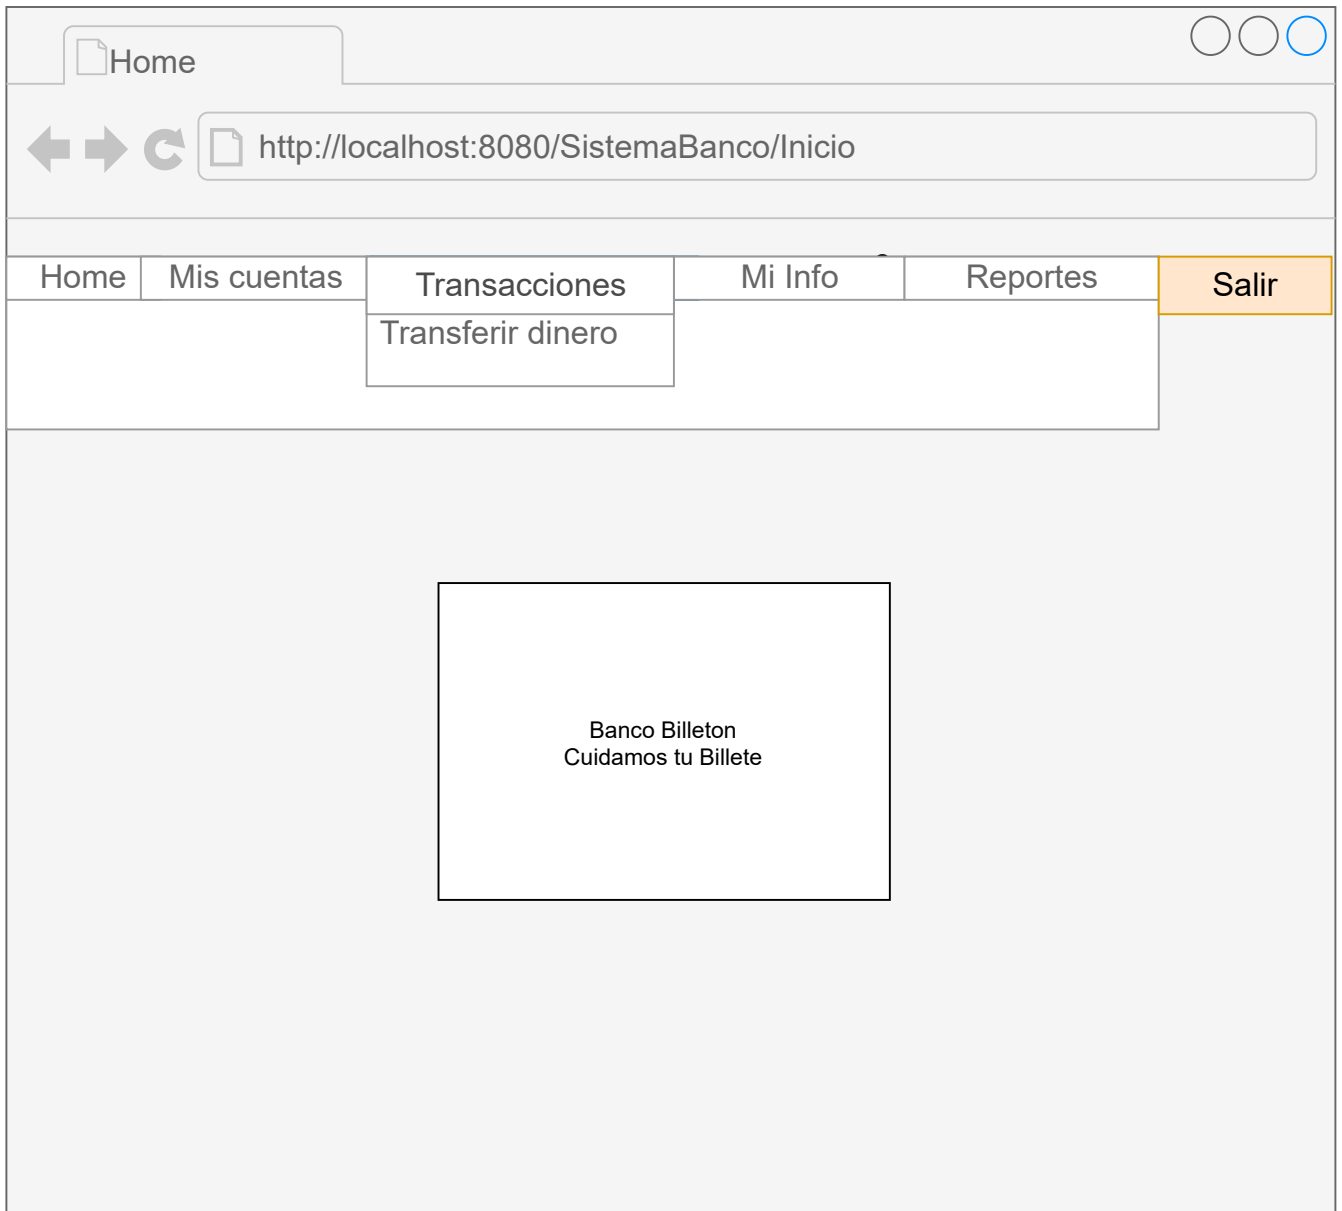 Home
http://localhost:8080/SistemaBanco/Inicio
Home
Mis cuentas
Transacciones
Mi Info
Reportes
Salir
Transferir dinero
Banco Billeton
Cuidamos tu Billete